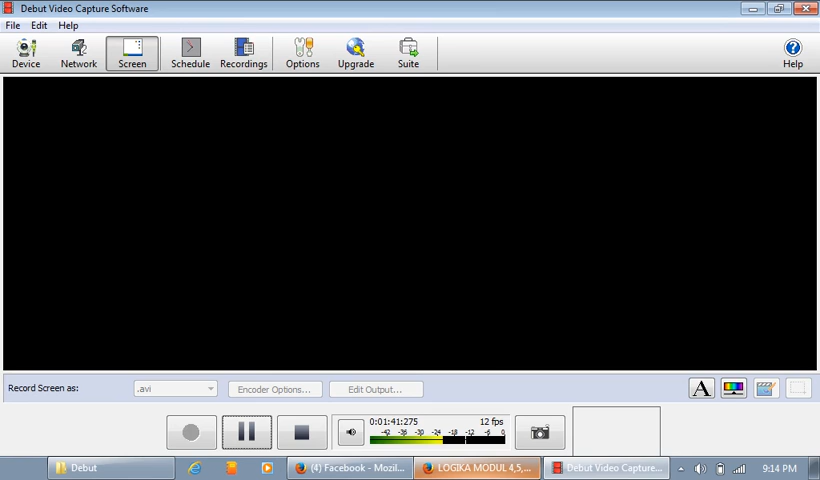 Debut Video Capture Software
File Edit Help
Device Network Screen Schedule Recordings Options Upgrade Suite Help
Record Screen as: .avi Encoder Options... Edit Output... A
0:01:41:275 12 fps
-42 -36 -30 -24 -18 -12 -6 0
Debut (4) Facebook - Mozil... LOGIKA MODUL 4,5,... Debut Video Capture... 9:14 PM